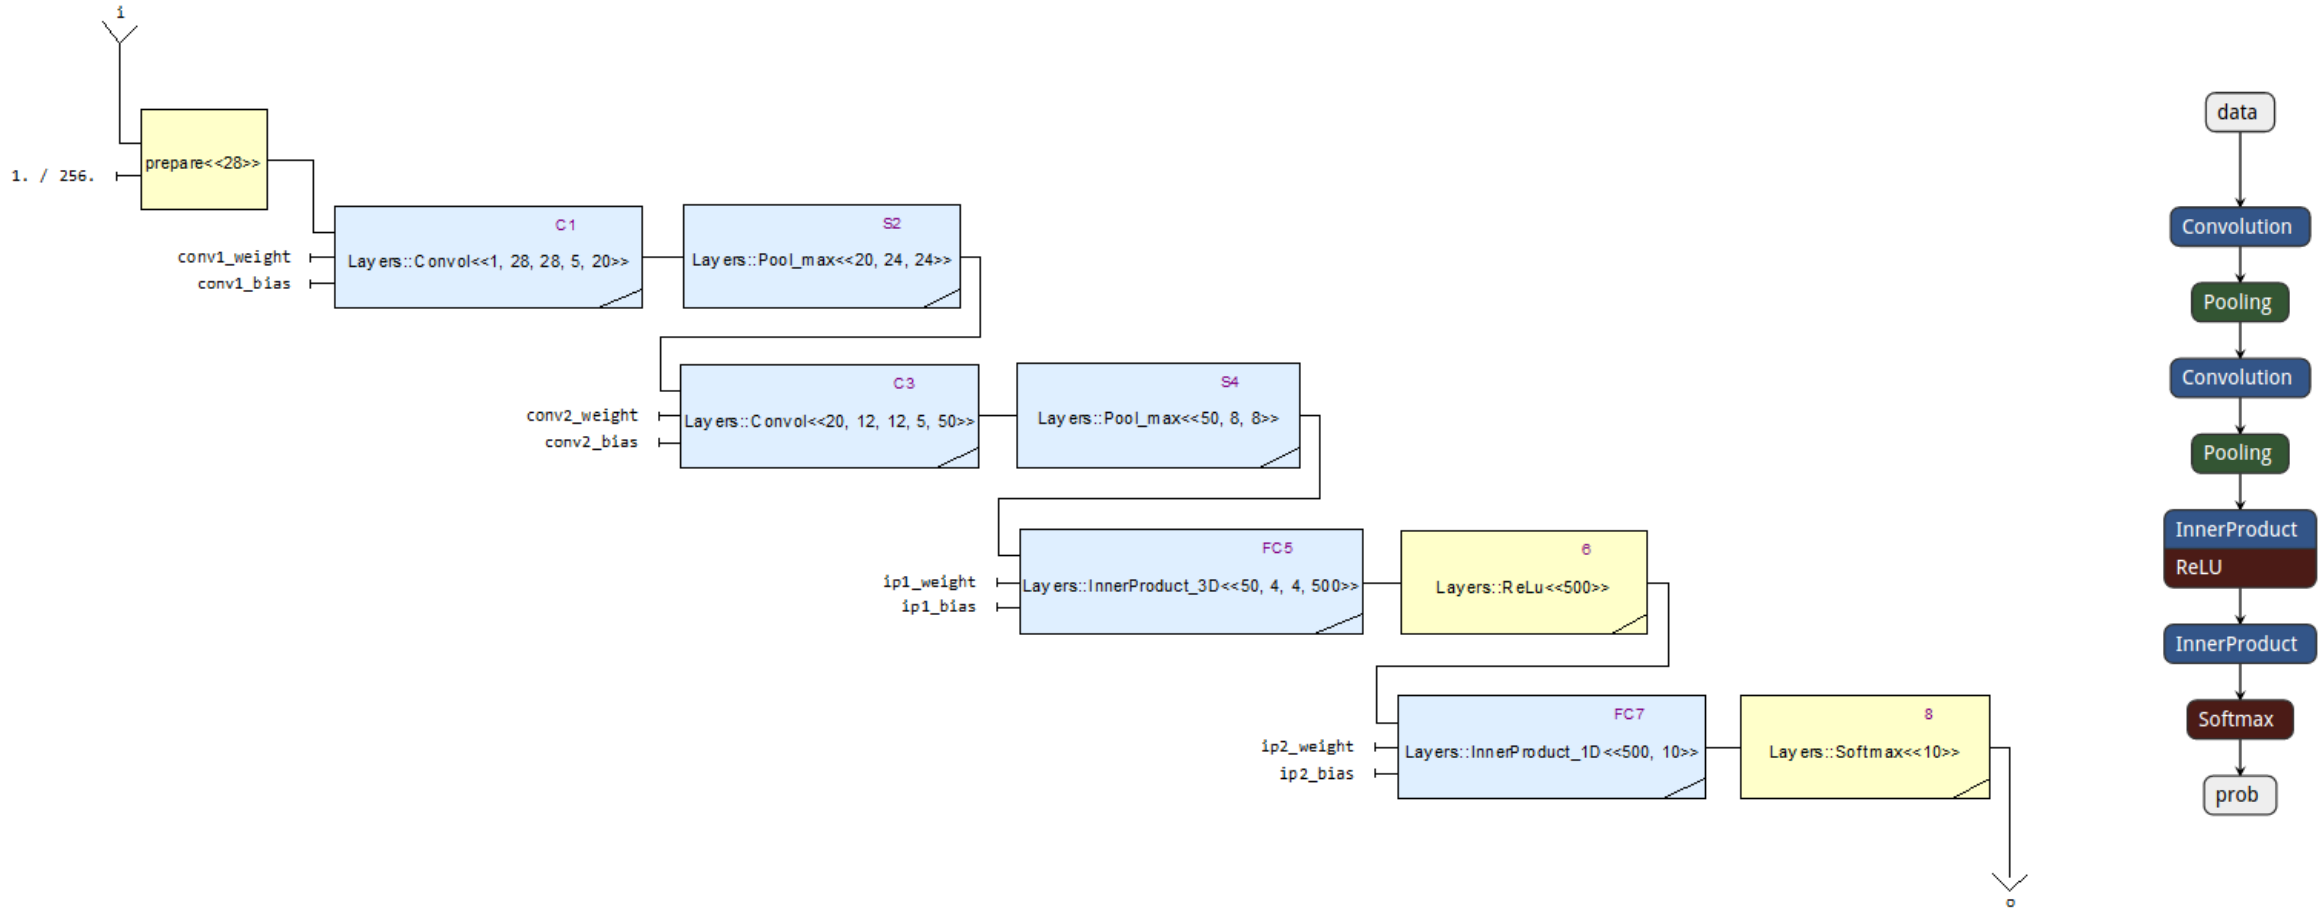 i
prepare<<28>>
1. / 256.
C1
Layers::Convol<<1, 28, 28, 5, 20>>
conv1_weight
conv1_bias
S2
Layers::Pool_max<<20, 24, 24>>
C3
Layers::Convol<<20, 12, 12, 5, 50>>
conv2_weight
conv2_bias
S4
Layers::Pool_max<<50, 8, 8>>
FC5
Layers::InnerProduct_3D<<50, 4, 4, 500>>
ip1_weight
ip1_bias
6
Layers::ReLu<<500>>
FC7
Layers::InnerProduct_1D<<500, 10>>
ip2_weight
ip2_bias
8
Layers::Softmax<<10>>
o
data
Convolution
Pooling
Convolution
Pooling
InnerProduct
ReLU
InnerProduct
Softmax
prob